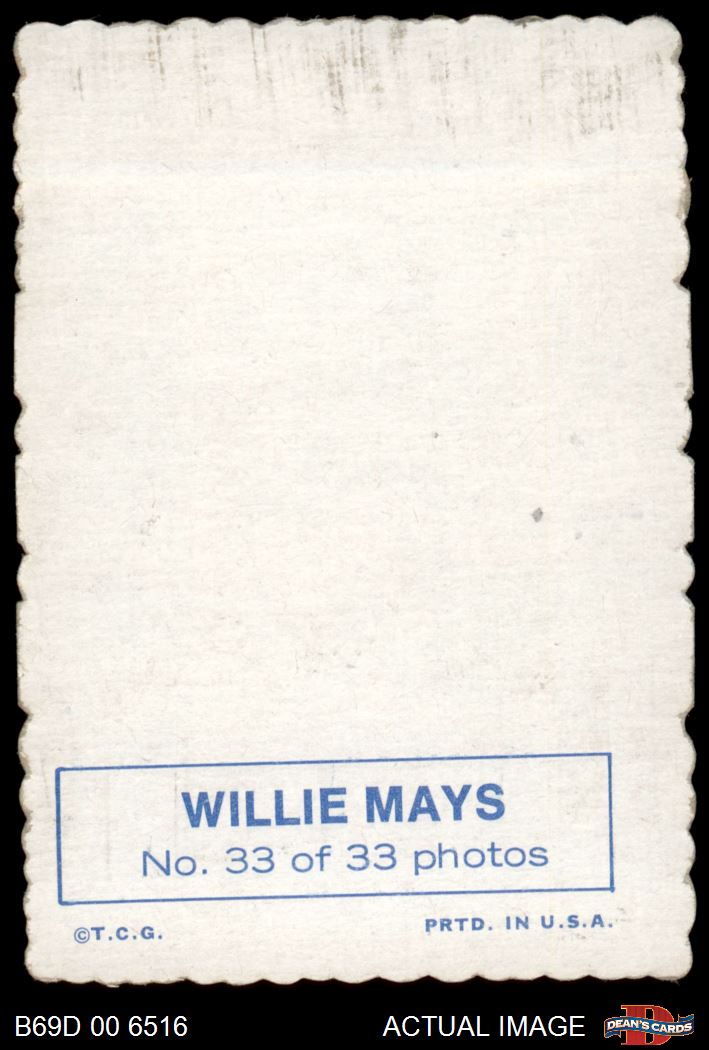 WILLIE MAYS
No. 33 of 33 photos
©T.C.G. PRTD. IN U.S.A.
B69D 00 6516 ACTUAL IMAGE D DEAN'S CARDS